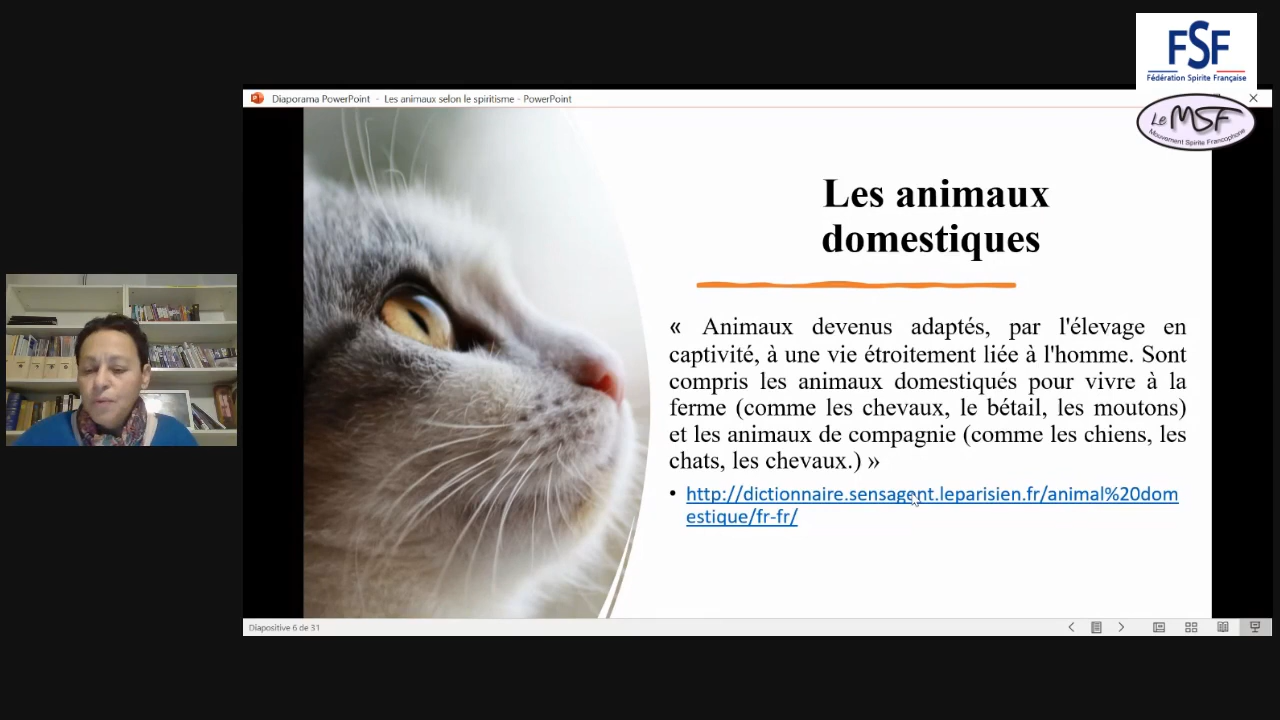 FSF
Fédération Spirite Française
Le MSF
Mouvement Spirite Francophone
Diaporama PowerPoint - Les animaux selon le spiritisme - PowerPoint
Les animaux
domestiques
« Animaux devenus adaptés, par l'élevage en
captivité, à une vie étroitement liée à l'homme. Sont
compris les animaux domestiqués pour vivre à la
ferme (comme les chevaux, le bétail, les moutons)
et les animaux de compagnie (comme les chiens, les
chats, les chevaux.) »
• http://dictionnaire.sensagent.leparisien.fr/animal%20dom
estique/fr-fr/
Diapositive 6 de 31